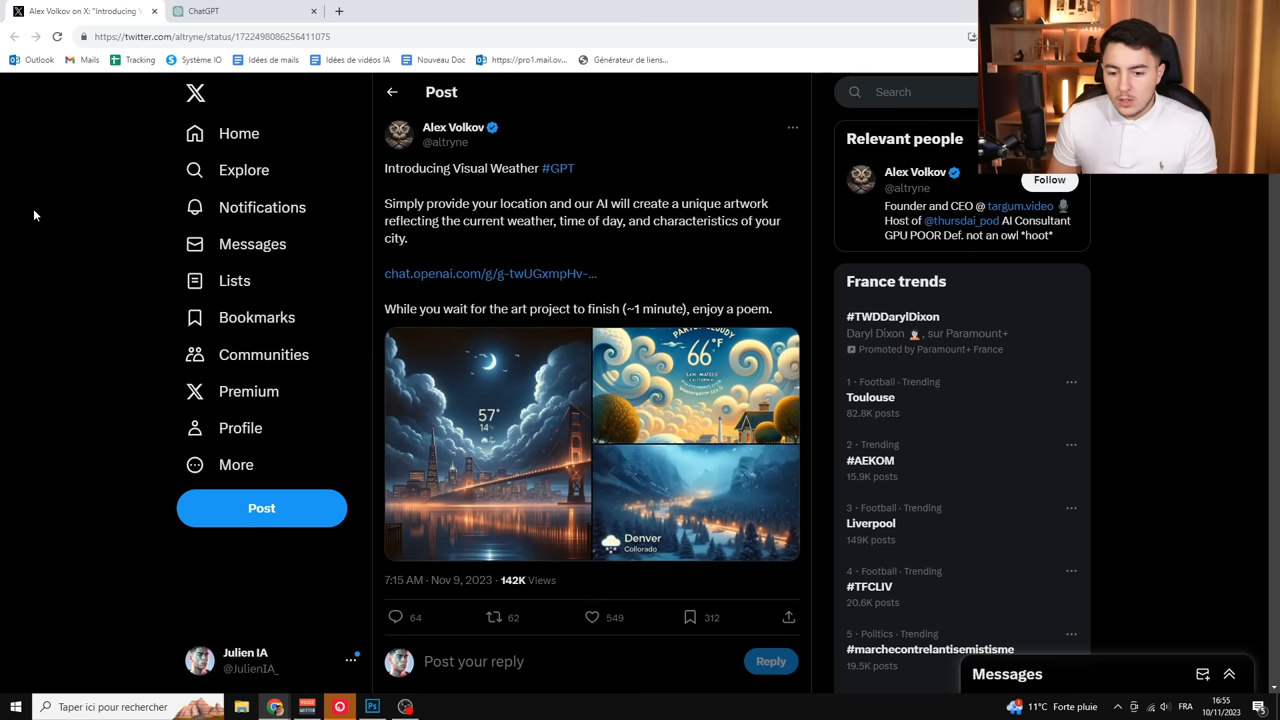 Alex Volkov on X: "Introducing V
ChatGPT
https://twitter.com/altryne/status/1722498086256411075
Outlook
Mails
Tracking
Système IO
Idées de mails
Idées de vidéos IA
Nouveau Doc
https://pro1.mail.ov...
Générateur de liens...
Home
Explore
Notifications
Messages
Lists
Bookmarks
Communities
Premium
Profile
More
Post
Julien IA
@JulienIA_
Post
Alex Volkov
@altryne
Introducing Visual Weather #GPT
Simply provide your location and our AI will create a unique artwork
reflecting the current weather, time of day, and characteristics of your
city.
chat.openai.com/g/g-twUGxmpHv-...
While you wait for the art project to finish (~1 minute), enjoy a poem.
57°
PARTLY CLOUDY
66°F
SAN MATEO
CALIFORNIA
Denver
Collorado
7:15 AM · Nov 9, 2023 · 142K Views
64
62
549
312
Post your reply
Reply
Search
Relevant people
Alex Volkov
@altryne
Follow
Founder and CEO @ targum.video
Host of @thursdai_pod AI Consultant
GPU POOR Def. not an owl *hoot*
France trends
#TWDDarylDixon
Daryl Dixon , sur Paramount+
Promoted by Paramount+ France
1 · Football · Trending
Toulouse
82.8K posts
2 · Trending
#AEKOM
15.9K posts
3 · Football · Trending
Liverpool
149K posts
4 · Football · Trending
#TFCLIV
20.6K posts
5 · Politics · Trending
#marchecontrelantisemistisme
19.5K posts
Messages
Taper ici pour rechercher
11°C Forte pluie
FRA
16:55
10/11/2023
5